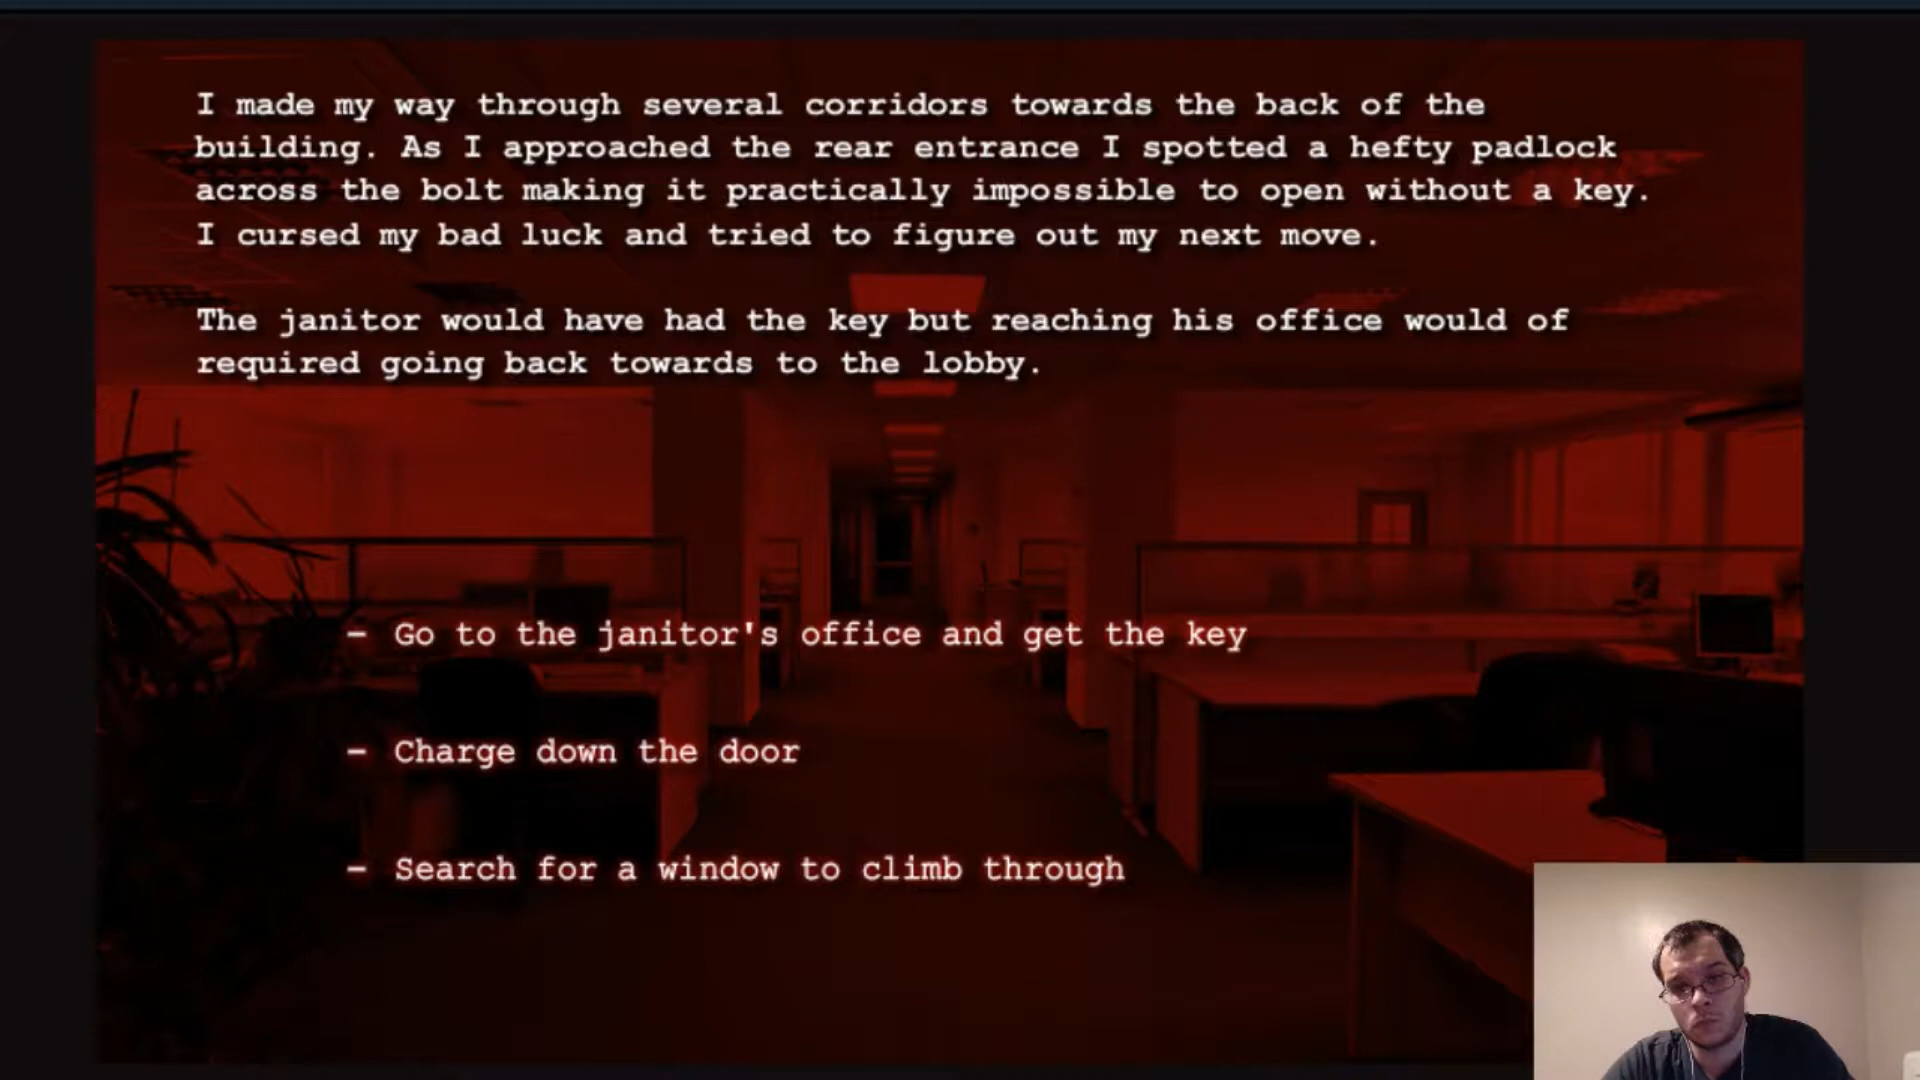 I made my way through several corridors towards the back of the
building. As I approached the rear entrance I spotted a hefty padlock
across the bolt making it practically impossible to open without a key.
I cursed my bad luck and tried to figure out my next move.
The janitor would have had the key but reaching his office would of
required going back towards to the lobby.
- Go to the janitor's office and get the key
- Charge down the door
- Search for a window to climb through